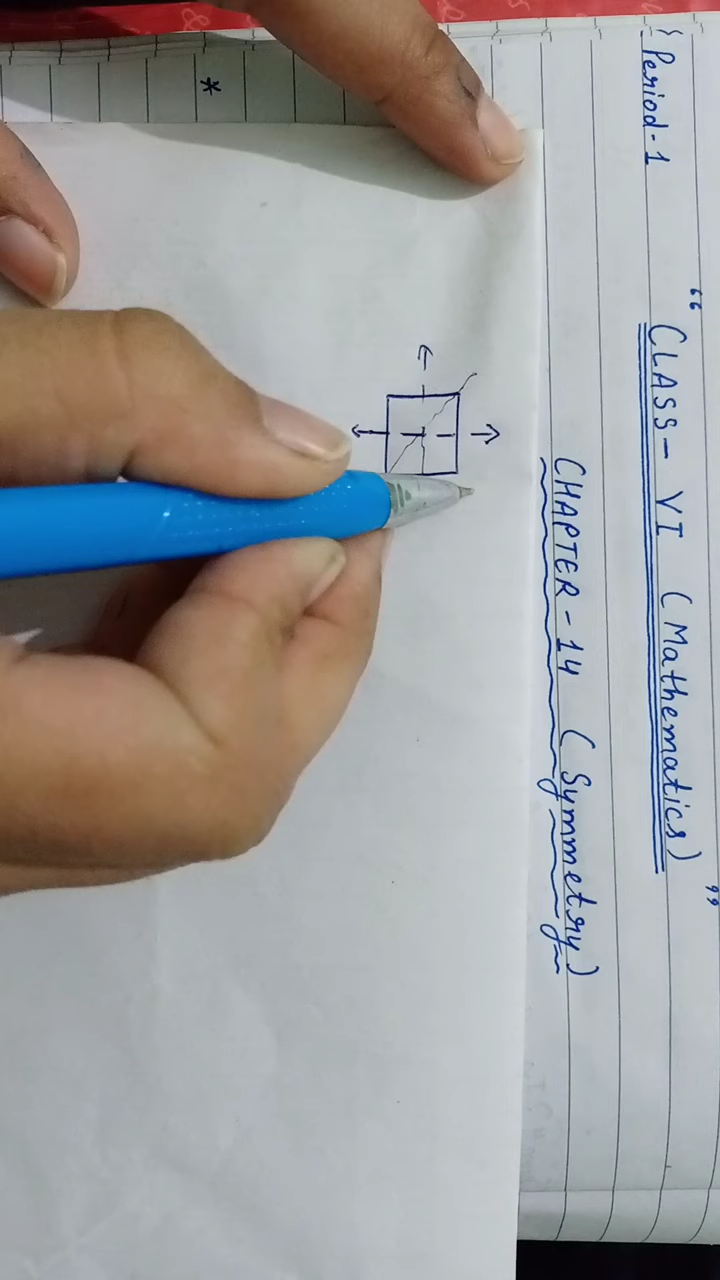 { Period-1
“ CLASS- VI (Mathematics) ”
CHAPTER-14 (Symmetry)
*